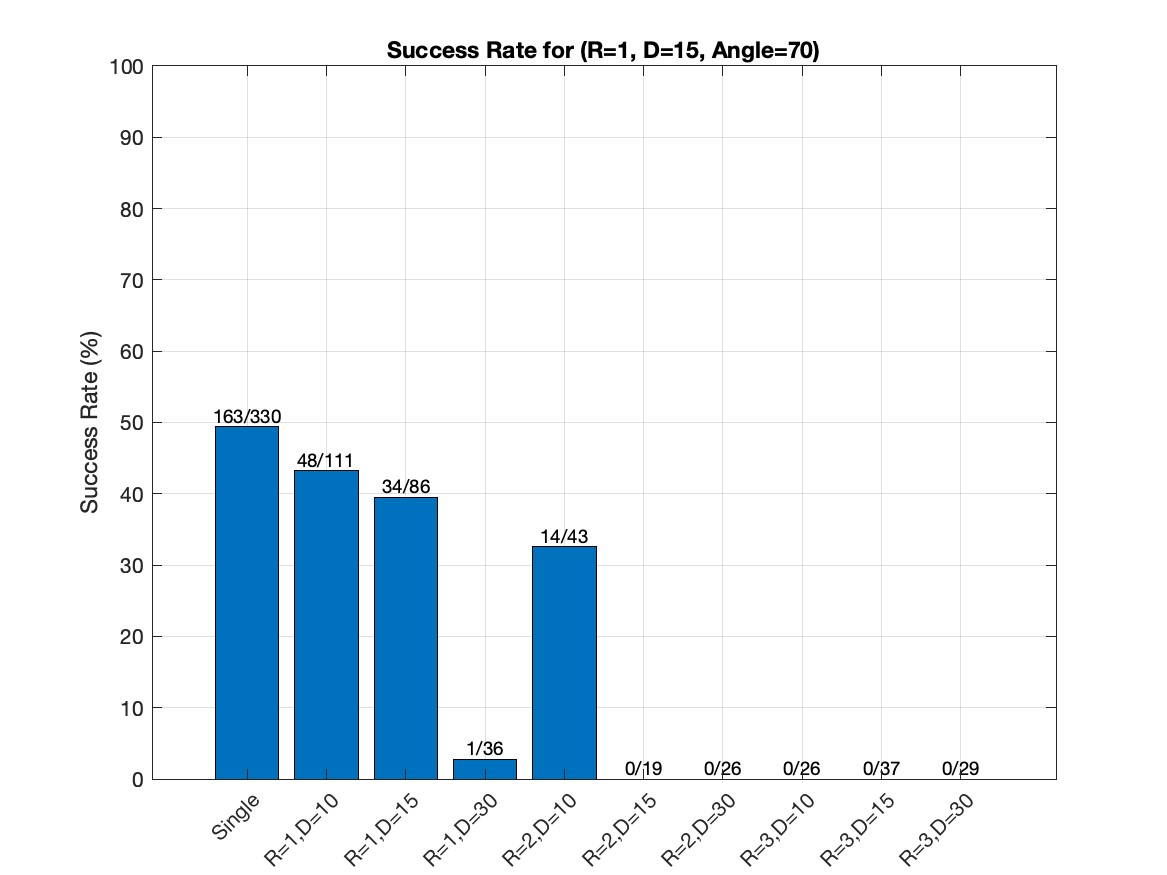 Success Rate for (R=1, D=15, Angle=70)
Success Rate (%)
100
90
80
70
60
50
40
30
20
10
0
163/330
48/111
34/86
1/36
14/43
0/19
0/26
0/26
0/37
0/29
Single
R=1,D=10
R=1,D=15
R=1,D=30
R=2,D=10
R=2,D=15
R=2,D=30
R=3,D=10
R=3,D=15
R=3,D=30